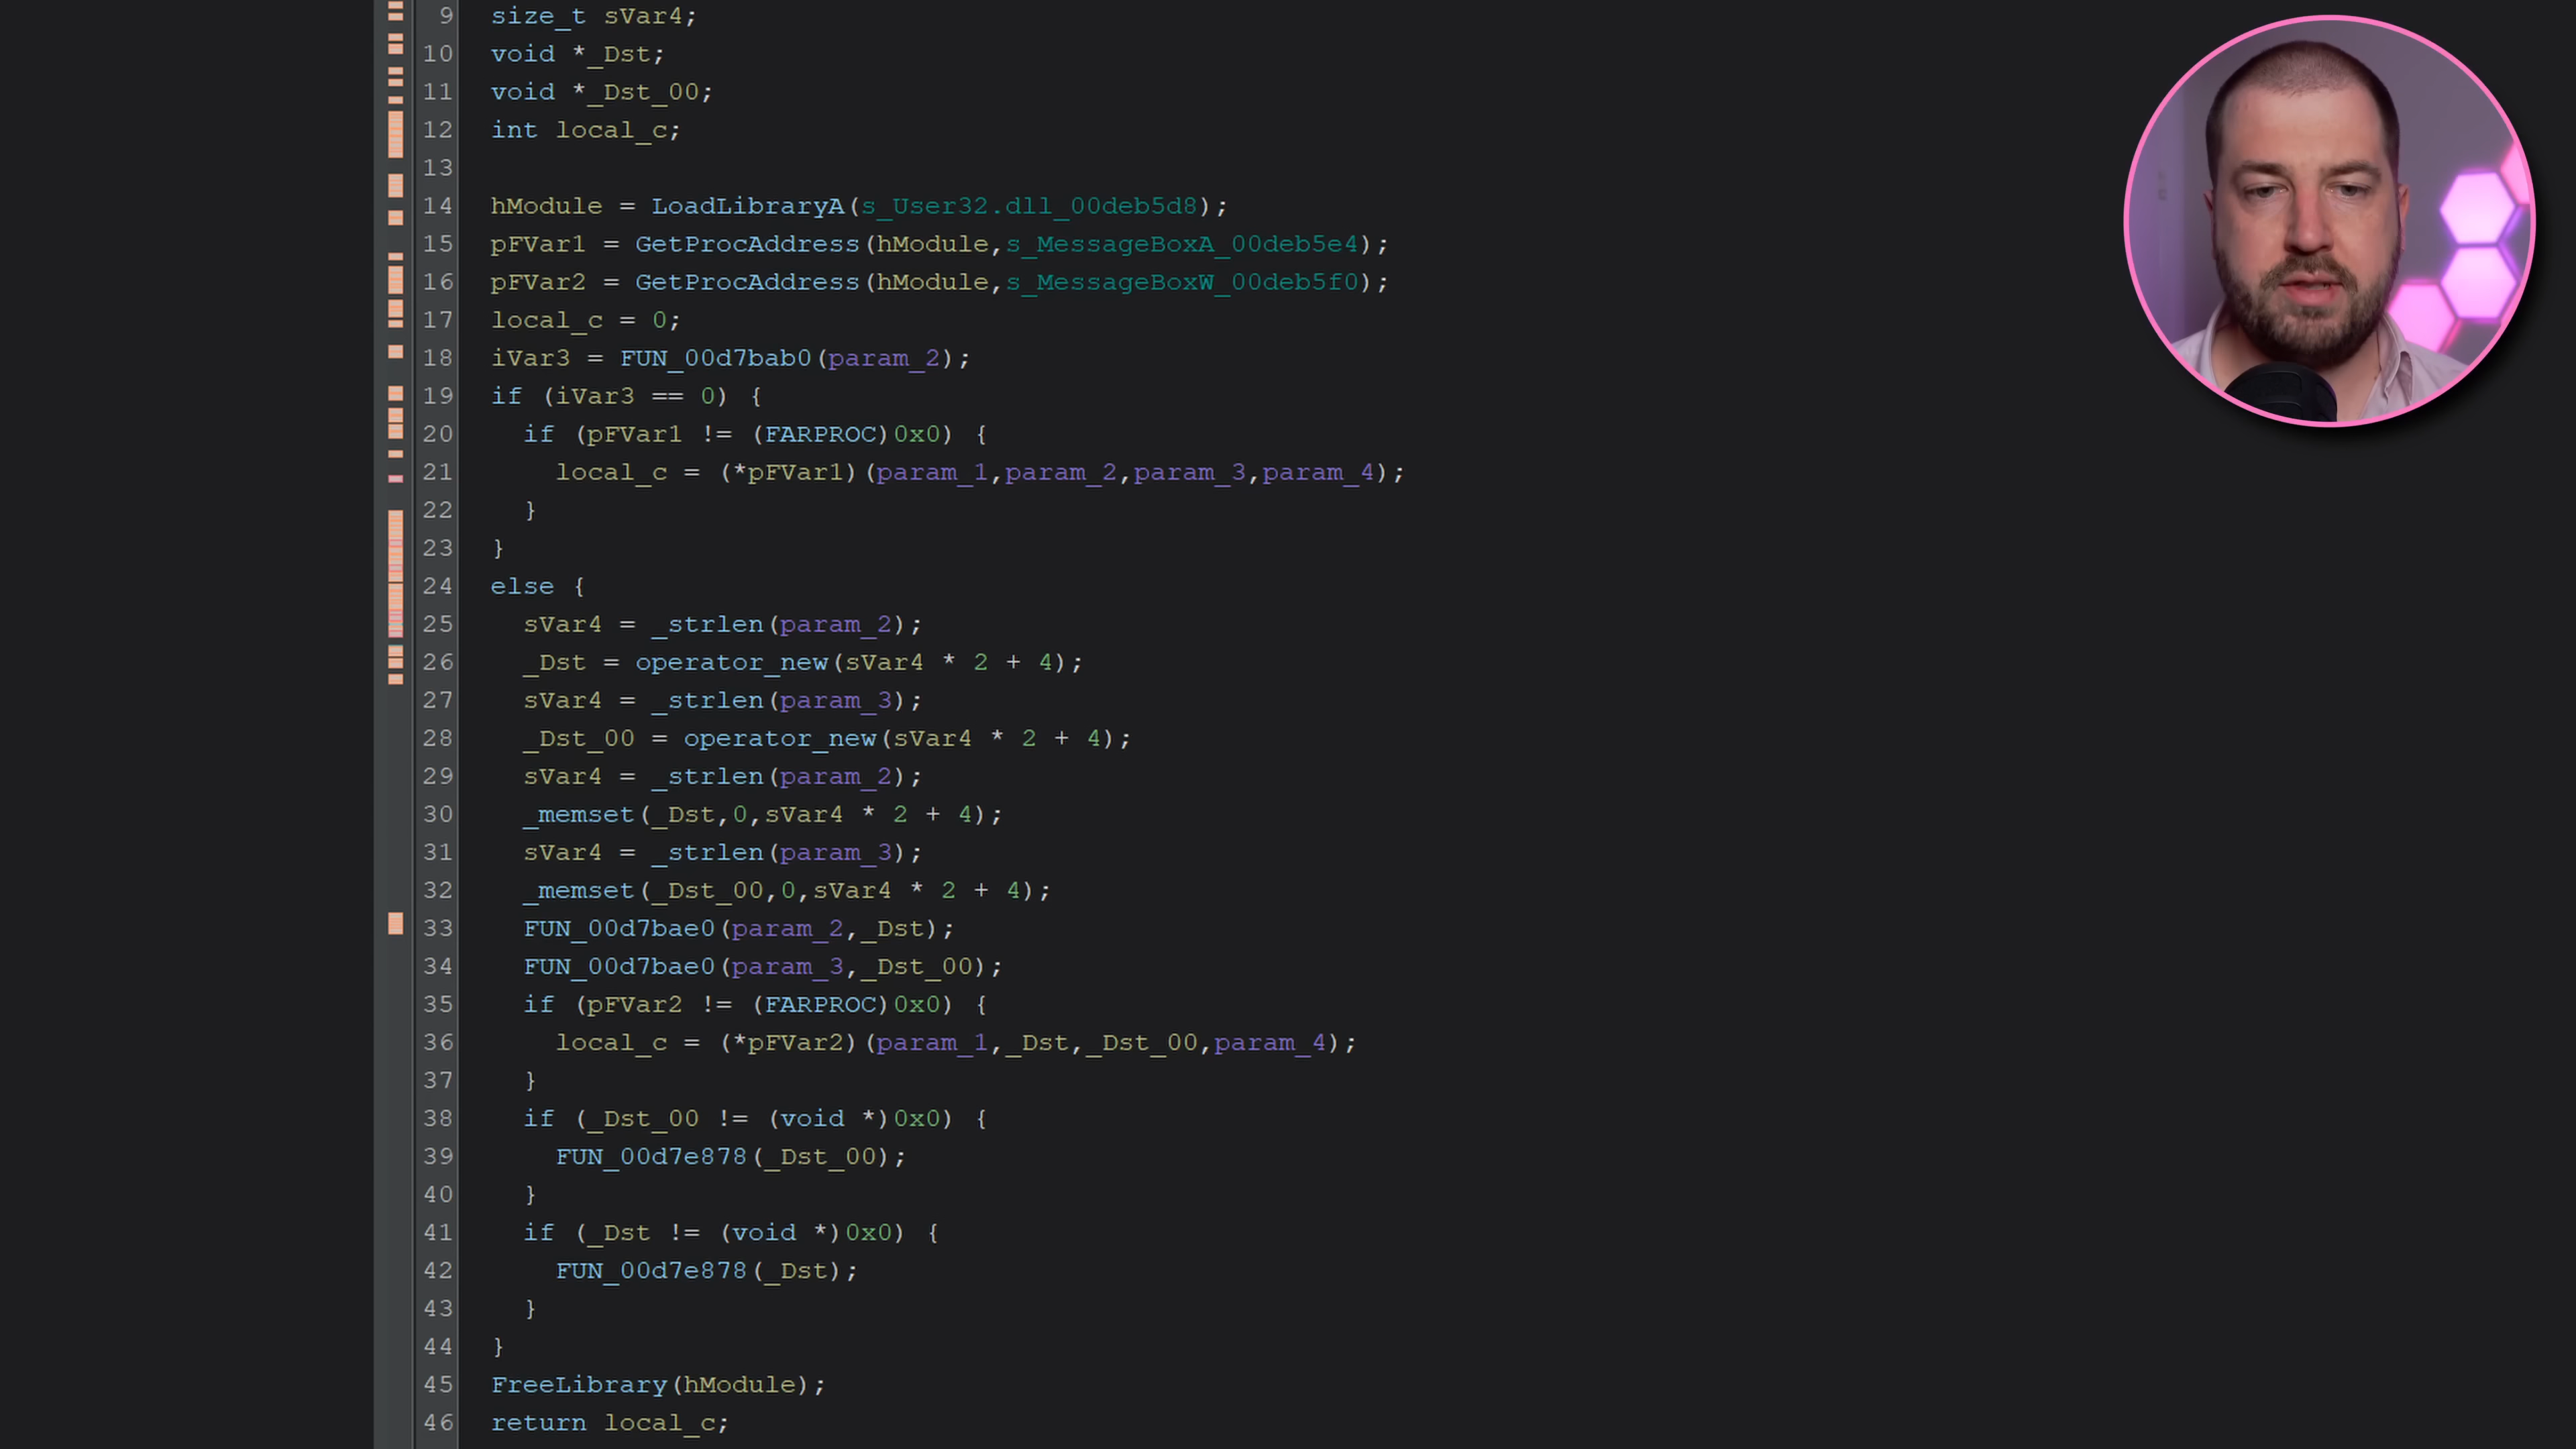 9 size_t sVar4;
10 void *_Dst;
11 void *_Dst_00;
12 int local_c;
13
14 hModule = LoadLibraryA(s_User32.dll_00deb5d8);
15 pFVar1 = GetProcAddress(hModule,s_MessageBoxA_00deb5e4);
16 pFVar2 = GetProcAddress(hModule,s_MessageBoxW_00deb5f0);
17 local_c = 0;
18 iVar3 = FUN_00d7bab0(param_2);
19 if (iVar3 == 0) {
20 if (pFVar1 != (FARPROC)0x0) {
21 local_c = (*pFVar1)(param_1,param_2,param_3,param_4);
22 }
23 }
24 else {
25 sVar4 = _strlen(param_2);
26 _Dst = operator_new(sVar4 * 2 + 4);
27 sVar4 = _strlen(param_3);
28 _Dst_00 = operator_new(sVar4 * 2 + 4);
29 sVar4 = _strlen(param_2);
30 _memset(_Dst,0,sVar4 * 2 + 4);
31 sVar4 = _strlen(param_3);
32 _memset(_Dst_00,0,sVar4 * 2 + 4);
33 FUN_00d7bae0(param_2,_Dst);
34 FUN_00d7bae0(param_3,_Dst_00);
35 if (pFVar2 != (FARPROC)0x0) {
36 local_c = (*pFVar2)(param_1,_Dst,_Dst_00,param_4);
37 }
38 if (_Dst_00 != (void *)0x0) {
39 FUN_00d7e878(_Dst_00);
40 }
41 if (_Dst != (void *)0x0) {
42 FUN_00d7e878(_Dst);
43 }
44 }
45 FreeLibrary(hModule);
46 return local_c;